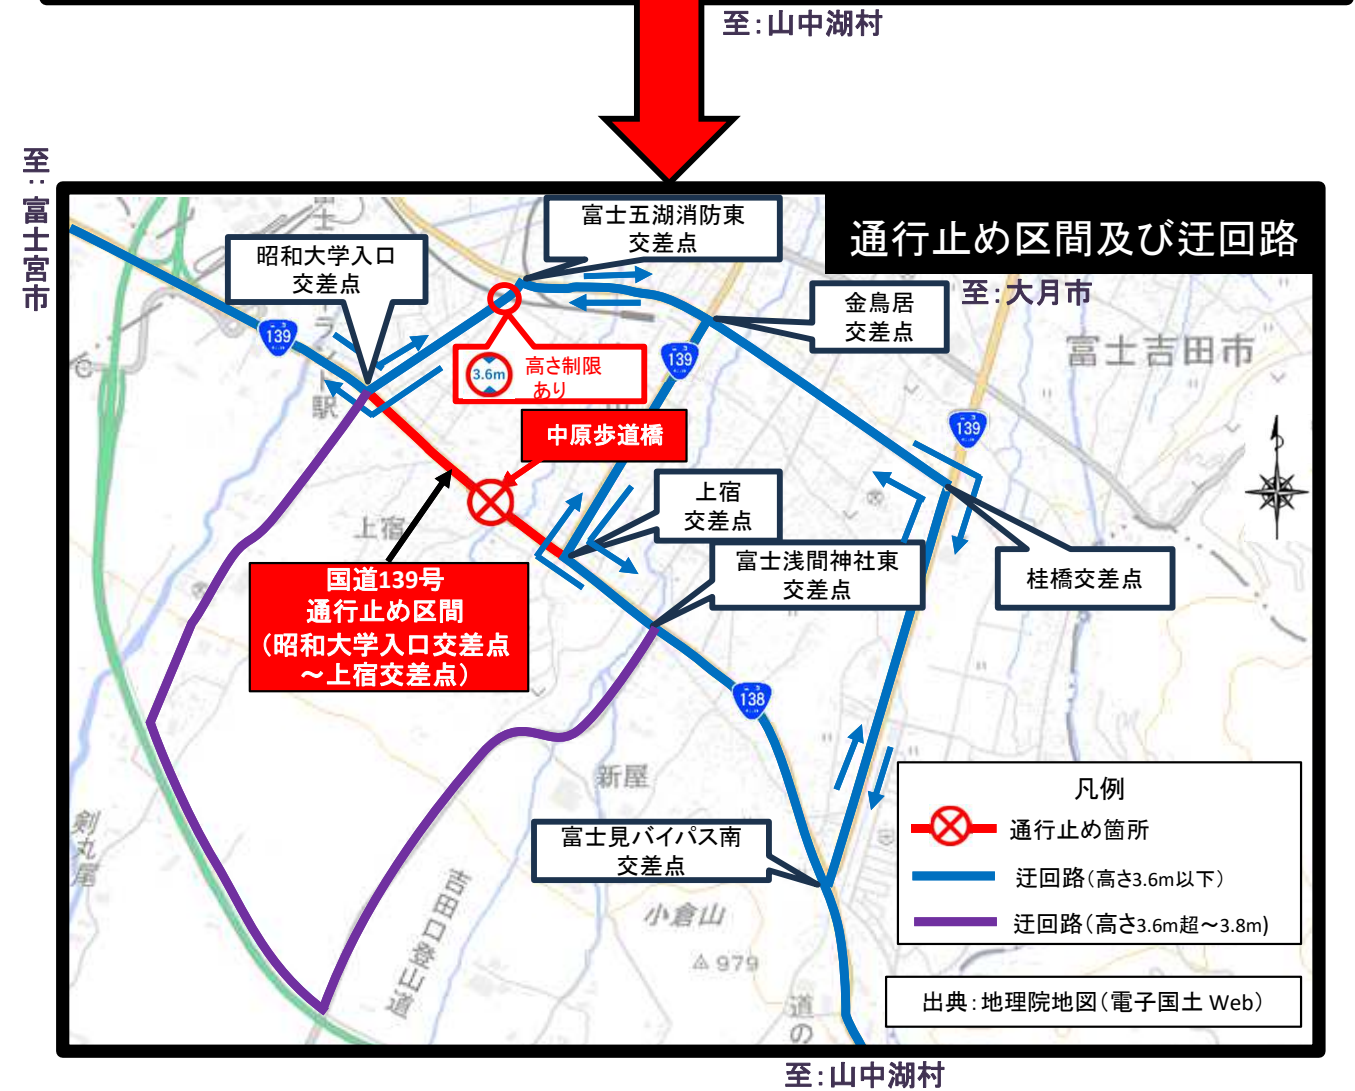 至:山中湖村
至:富士宮市
通行止め区間及び迂回路
富士五湖消防東
交差点
昭和大学入口
交差点
至:大月市
金鳥居
交差点
富士吉田市
139
139
139
3.6m
高さ制限
あり
駅
中原歩道橋
上宿
上宿
交差点
富士浅間神社東
交差点
桂橋交差点
国道139号
通行止め区間
(昭和大学入口交差点
~上宿交差点)
138
新屋
剣丸尾
富士見バイパス南
交差点
吉田口登山道
小倉山
979
道の
凡例
通行止め箇所
迂回路(高さ3.6m以下)
迂回路(高さ3.6m超~3.8m)
出典:地理院地図(電子国土 Web)
至:山中湖村